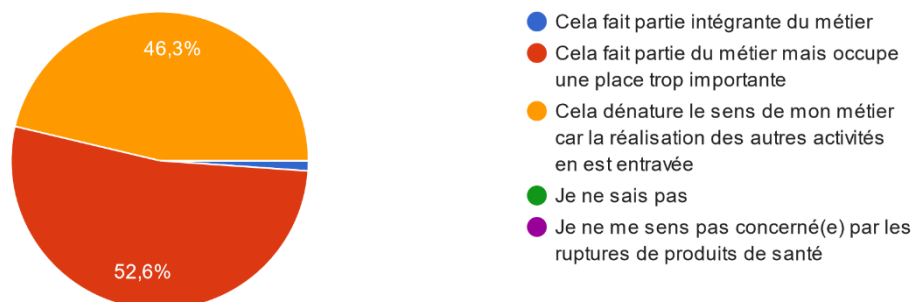 46,3%
52,6%
Cela fait partie intégrante du métier
Cela fait partie du métier mais occupe
une place trop importante
Cela dénature le sens de mon métier
car la réalisation des autres activités
en est entravée
Je ne sais pas
Je ne me sens pas concerné(e) par les
ruptures de produits de santé